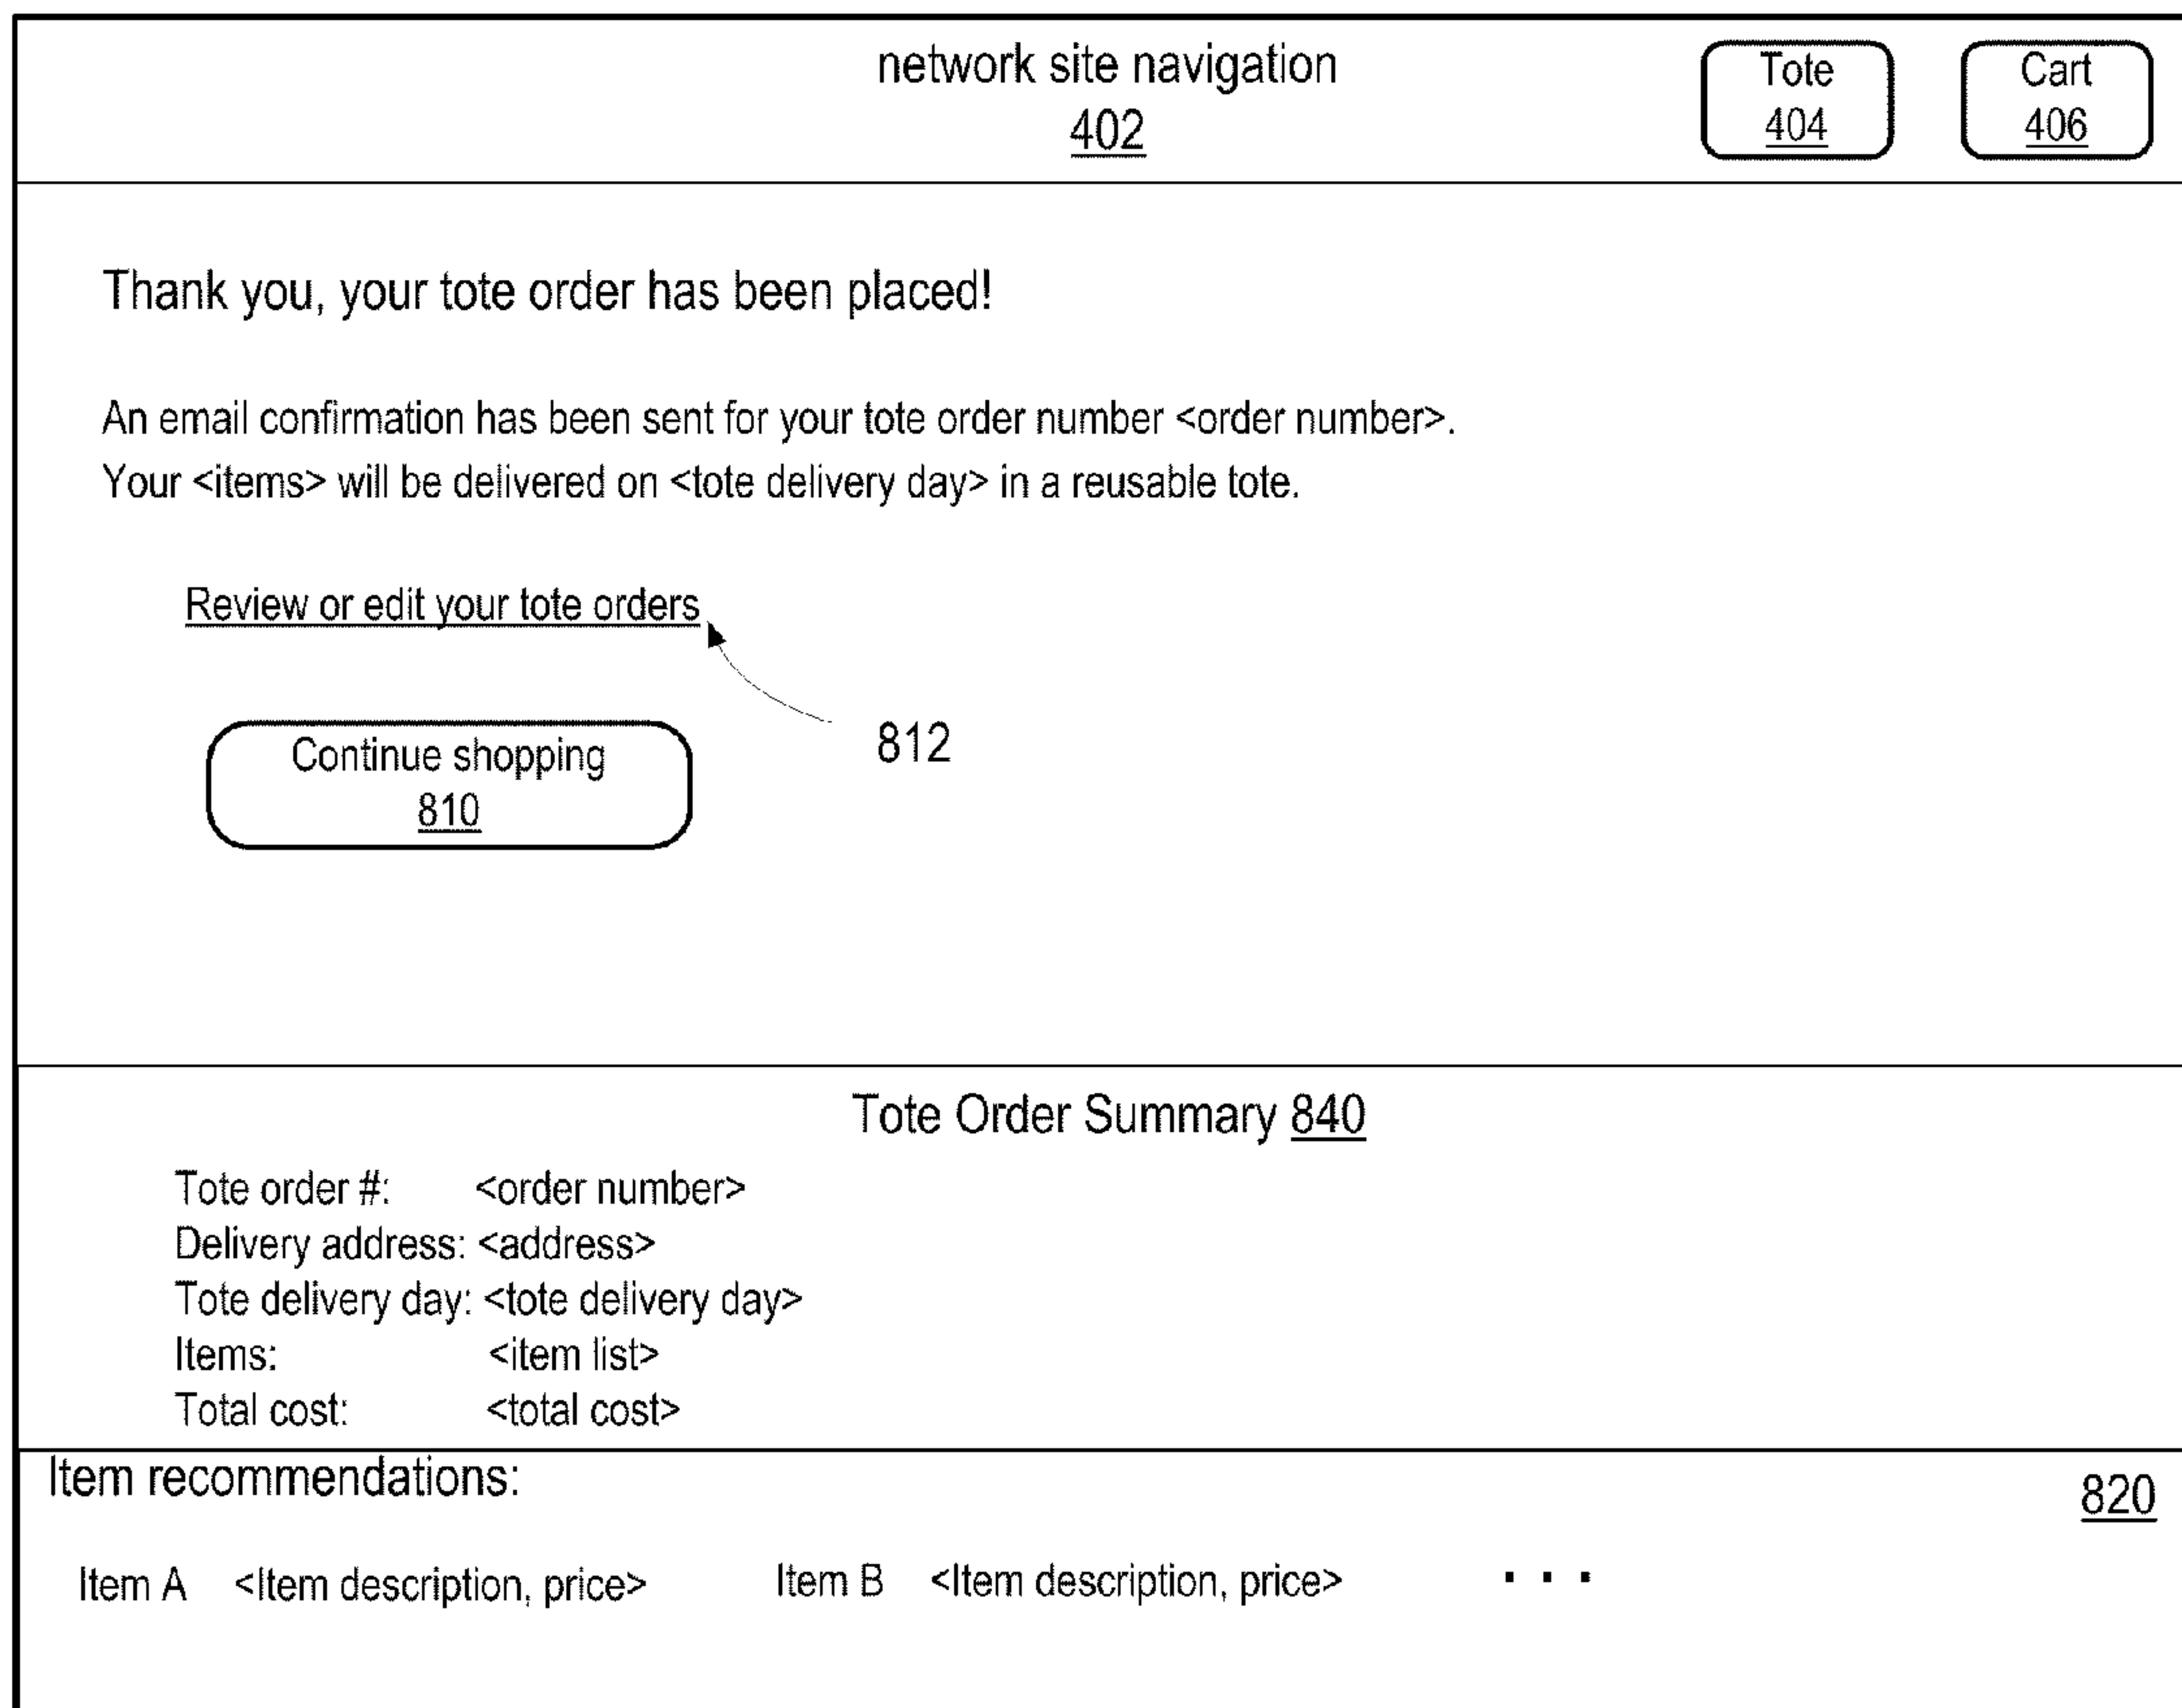 network site navigation
402
Tote
404
Cart
406
Thank you, your tote order has been placed!
An email confirmation has been sent for your tote order number <order number>.
Your <items> will be delivered on <tote delivery day> in a reusable tote.
Review or edit your tote orders
812
Continue shopping
810
Tote Order Summary 840
Tote order #: <order number>
Delivery address: <address>
Tote delivery day: <tote delivery day>
Items: <item list>
Total cost: <total cost>
Item recommendations:
820
Item A <Item description, price> Item B <Item description, price> . . .